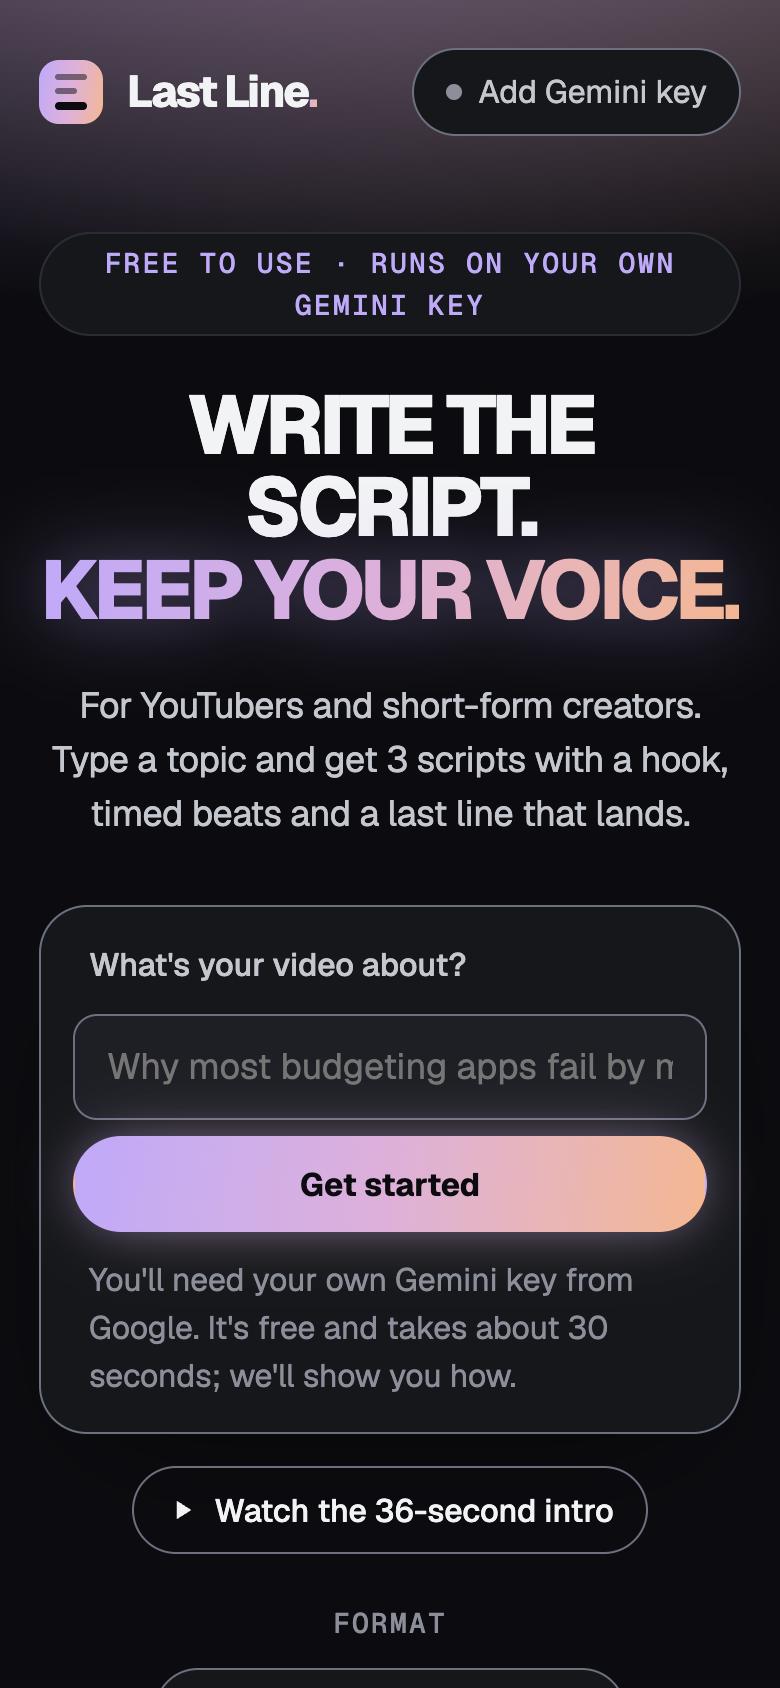 Last Line.
Add Gemini key
FREE TO USE · RUNS ON YOUR OWN
GEMINI KEY
WRITE THE
SCRIPT.
KEEP YOUR VOICE.
For YouTubers and short-form creators.
Type a topic and get 3 scripts with a hook,
timed beats and a last line that lands.
What's your video about?
Why most budgeting apps fail by
Get started
You'll need your own Gemini key from
Google. It's free and takes about 30
seconds; we'll show you how.
Watch the 36-second intro
FORMAT